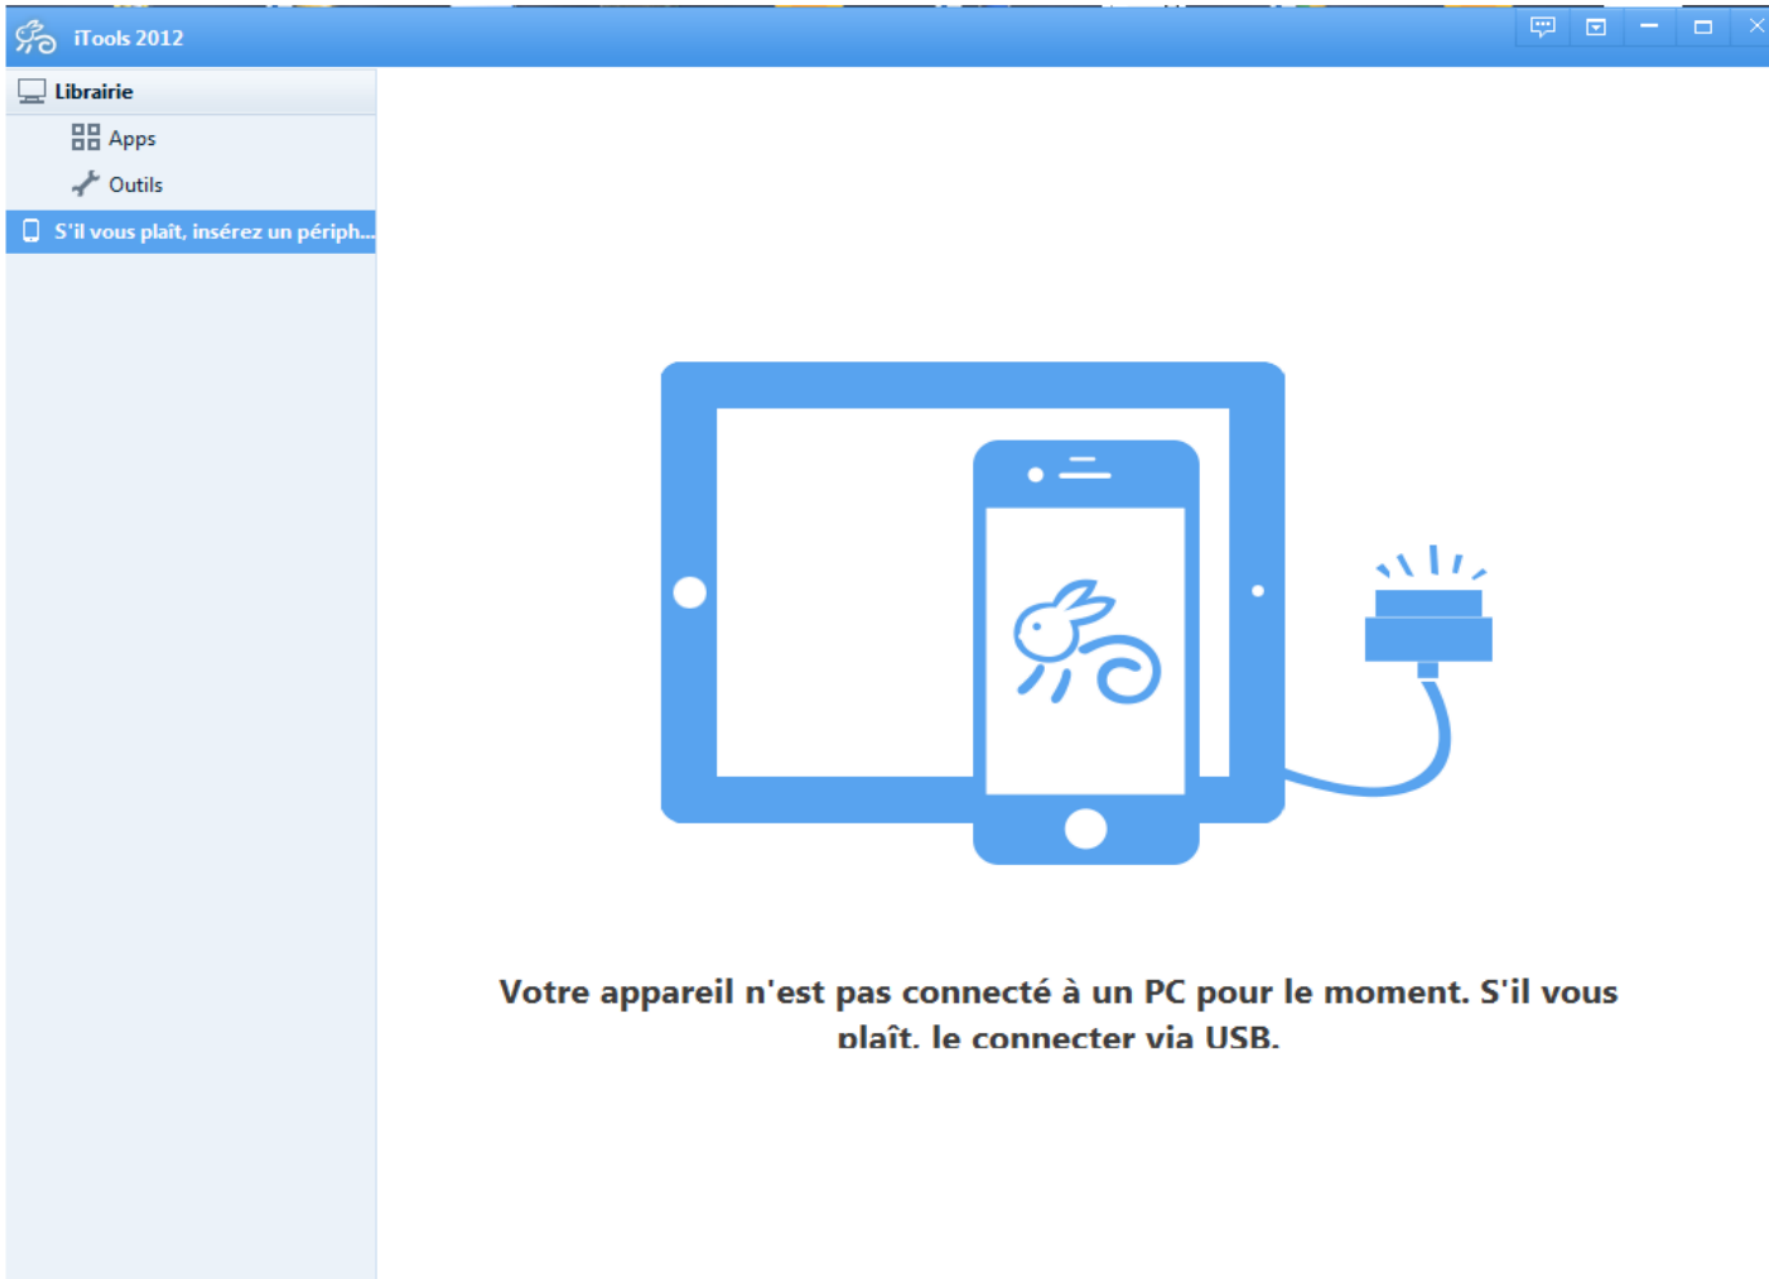 iTools 2012
Librairie
Apps
Outils
S'il vous plaît, insérez un périph...
Votre appareil n'est pas connecté à un PC pour le moment. S'il vous
plaît. le connecter via USB.